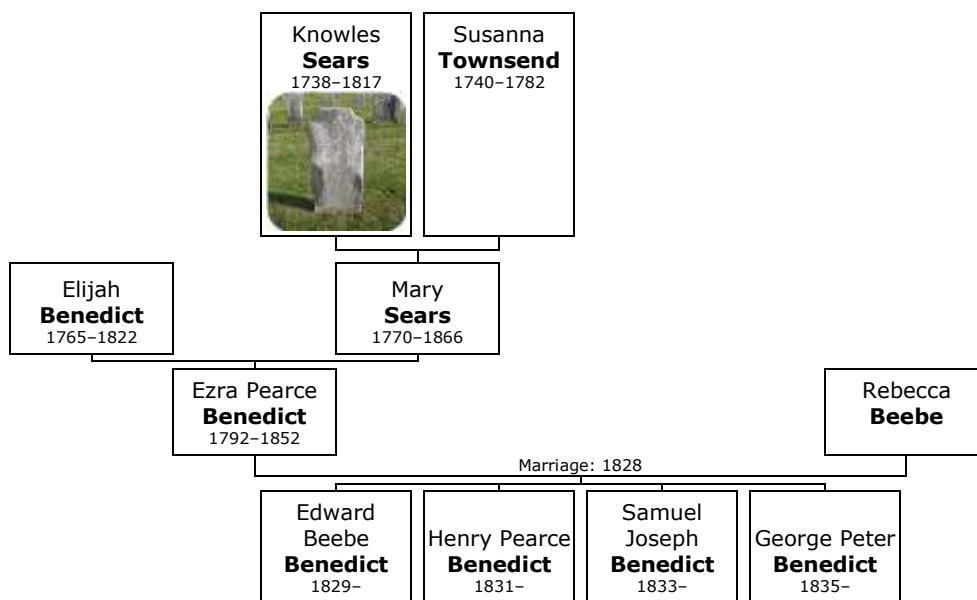 Knowles
Sears
1738–1817
Susanna
Townsend
1740–1782
Elijah
Benedict
1765–1822
Mary
Sears
1770–1866
Ezra Pearce
Benedict
1792–1852
Rebecca
Beebe
Marriage: 1828
Edward
Beebe
Benedict
1829–
Henry Pearce
Benedict
1831–
Samuel
Joseph
Benedict
1833–
George Peter
Benedict
1835–